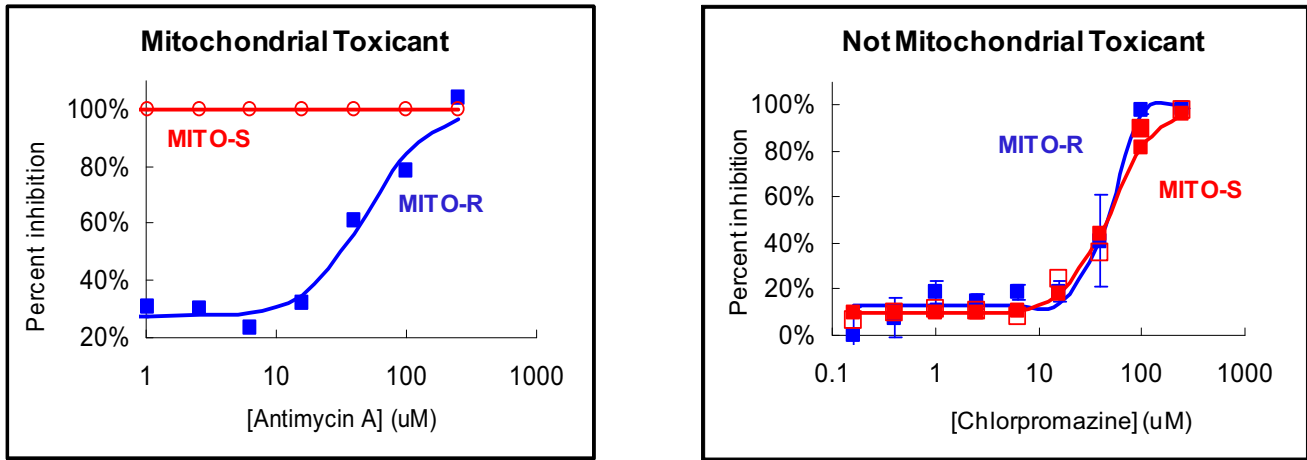 Mitochondrial Toxicant
Percent inhibition
100%
80%
60%
40%
20%
MITO-S
MITO-R
1
10
100
1000
[Antimycin A] (uM)
Not Mitochondrial Toxicant
Percent inhibition
100%
80%
60%
40%
20%
0%
MITO-R
MITO-S
0.1
1
10
100
1000
[Chlorpromazine] (uM)